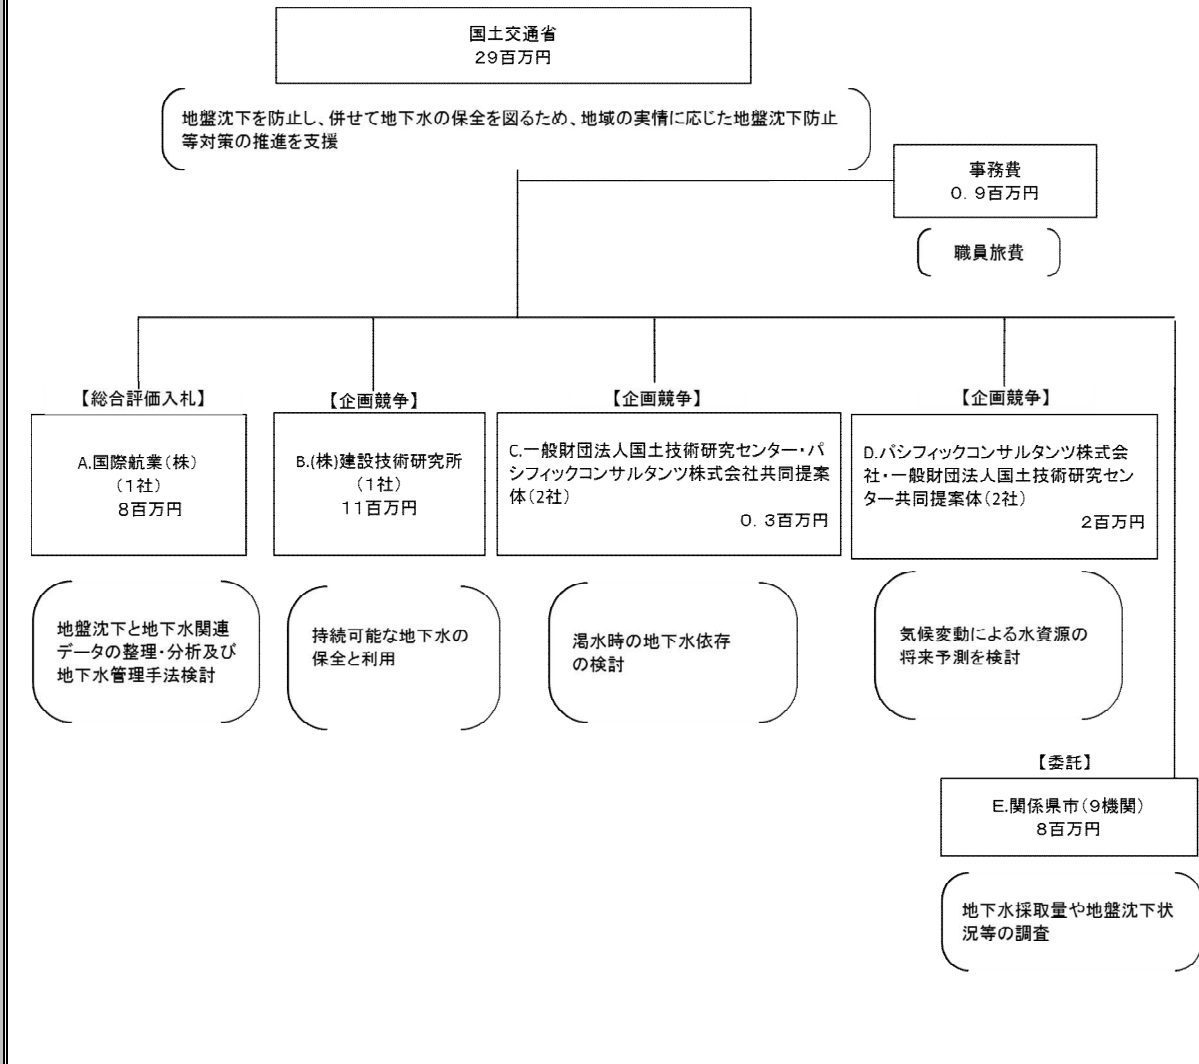 国土交通省
29百万円
地盤沈下を防止し、併せて地下水の保全を図るため、地域の実情に応じた地盤沈下防止
等対策の推進を支援
事務費
０．９百万円
職員旅費
【総合評価入札】
A.国際航業(株)
(１社)
８百万円
地盤沈下と地下水関連
データの整理・分析及び
地下水管理手法検討
【企画競争】
B.(株)建設技術研究所
(１社)
11百万円
持続可能な地下水の
保全と利用
【企画競争】
C.一般財団法人国土技術研究センター・パ
シフィックコンサルタンツ株式会社共同提案
体(2社)
０．３百万円
渇水時の地下水依存
の検討
【企画競争】
D.パシフィックコンサルタンツ株式会
社・一般財団法人国土技術研究セン
ター共同提案体(2社)
2百万円
気候変動による水資源の
将来予測を検討
【委託】
E.関係県市(９機関)
８百万円
地下水採取量や地盤沈下状
況等の調査